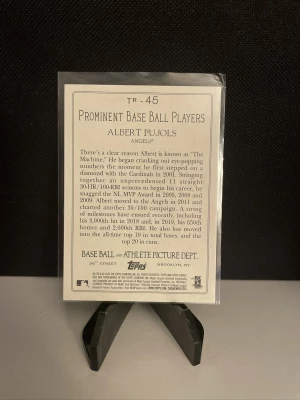 TR - 45
PROMINENT BASE BALL PLAYERS
ALBERT PUJOLS
ANGELS®
There's a clear reason Albert is known as "The
Machine." He began cranking out eye-popping
numbers the moment he first stepped on a
diamond with the Cardinals in 2001. Stringing
together an unprecedented 11 straight
30-HR/100-RBI seasons to begin his career, he
snagged the NL MVP Award in 2005, 2008 and
2009. Albert moved to the Angels in 2011 and
charted another 30/100 campaign. A string
of milestones have ensued recently, including
his 3,000th hit in 2018 and, in 2019, his 650th
homer and 2,000th RBI. He also has moved
into the all-time top 10 in total bases, and the
top 20 in runs.
BASE BALL AND ATHLETE PICTURE DEPT.
STREET Topps BROOKLYN, NY